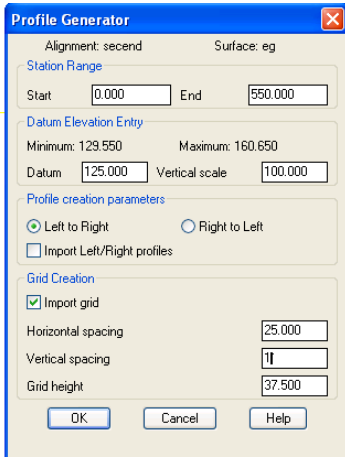 Profile Generator
Alignment: secend Surface: eg
Station Range
Start 0.000 End 550.000
Datum Elevation Entry
Minimum: 129.550 Maximum: 160.650
Datum 125.000 Vertical scale 100.000
Profile creation parameters
Left to Right Right to Left
Import Left/Right profiles
Grid Creation
Import grid
Horizontal spacing 25.000
Vertical spacing 1
Grid height 37.500
OK Cancel Help